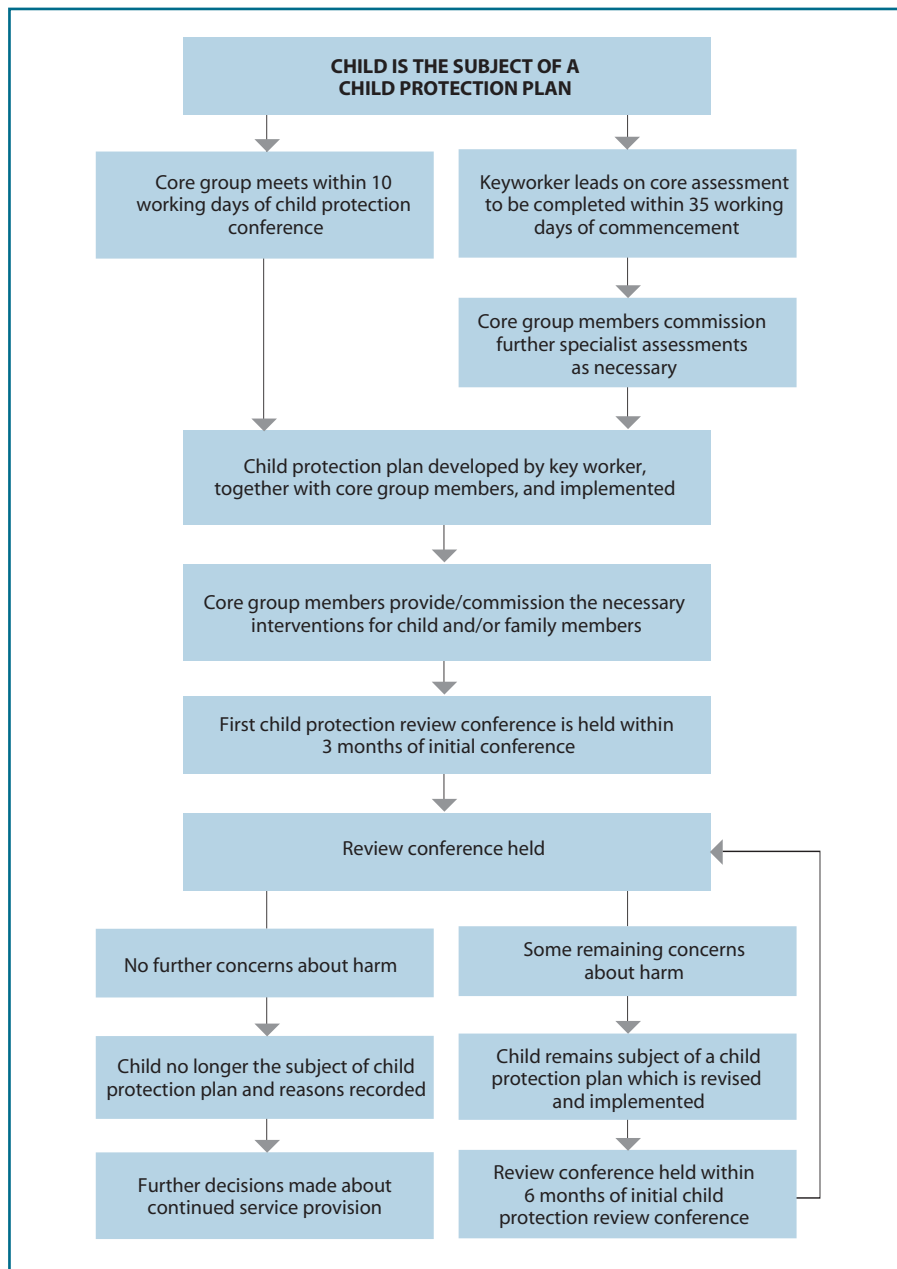 CHILD IS THE SUBJECT OF A
CHILD PROTECTION PLAN
Core group meets within 10
working days of child protection
conference
Keyworker leads on core assessment
to be completed within 35 working
days of commencement
Core group members commission
further specialist assessments
as necessary
Child protection plan developed by key worker,
together with core group members, and implemented
Core group members provide/commission the necessary
interventions for child and/or family members
First child protection review conference is held within
3 months of initial conference
Review conference held
No further concerns about harm
Some remaining concerns
about harm
Child no longer the subject of child
protection plan and reasons recorded
Child remains subject of a child
protection plan which is revised
and implemented
Further decisions made about
continued service provision
Review conference held within
6 months of initial child
protection review conference